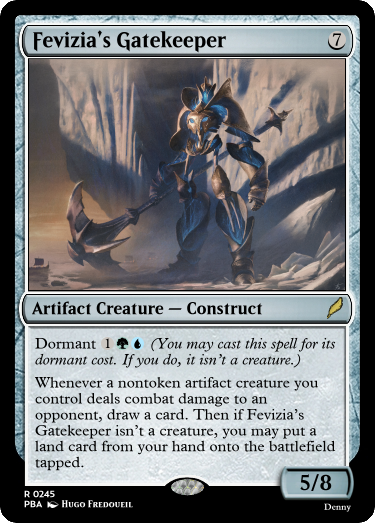 Fevizia's Gatekeeper 7
Artifact Creature — Construct
Dormant 1 (You may cast this spell for its
dormant cost. If you do, it isn't a creature.)
Whenever a nontoken artifact creature you
control deals combat damage to an
opponent, draw a card. Then if Fevizia's
Gatekeeper isn't a creature, you may put a
land card from your hand onto the battlefield
tapped.
5/8
R 0245
PBA Hugo Fredoueil
Denny